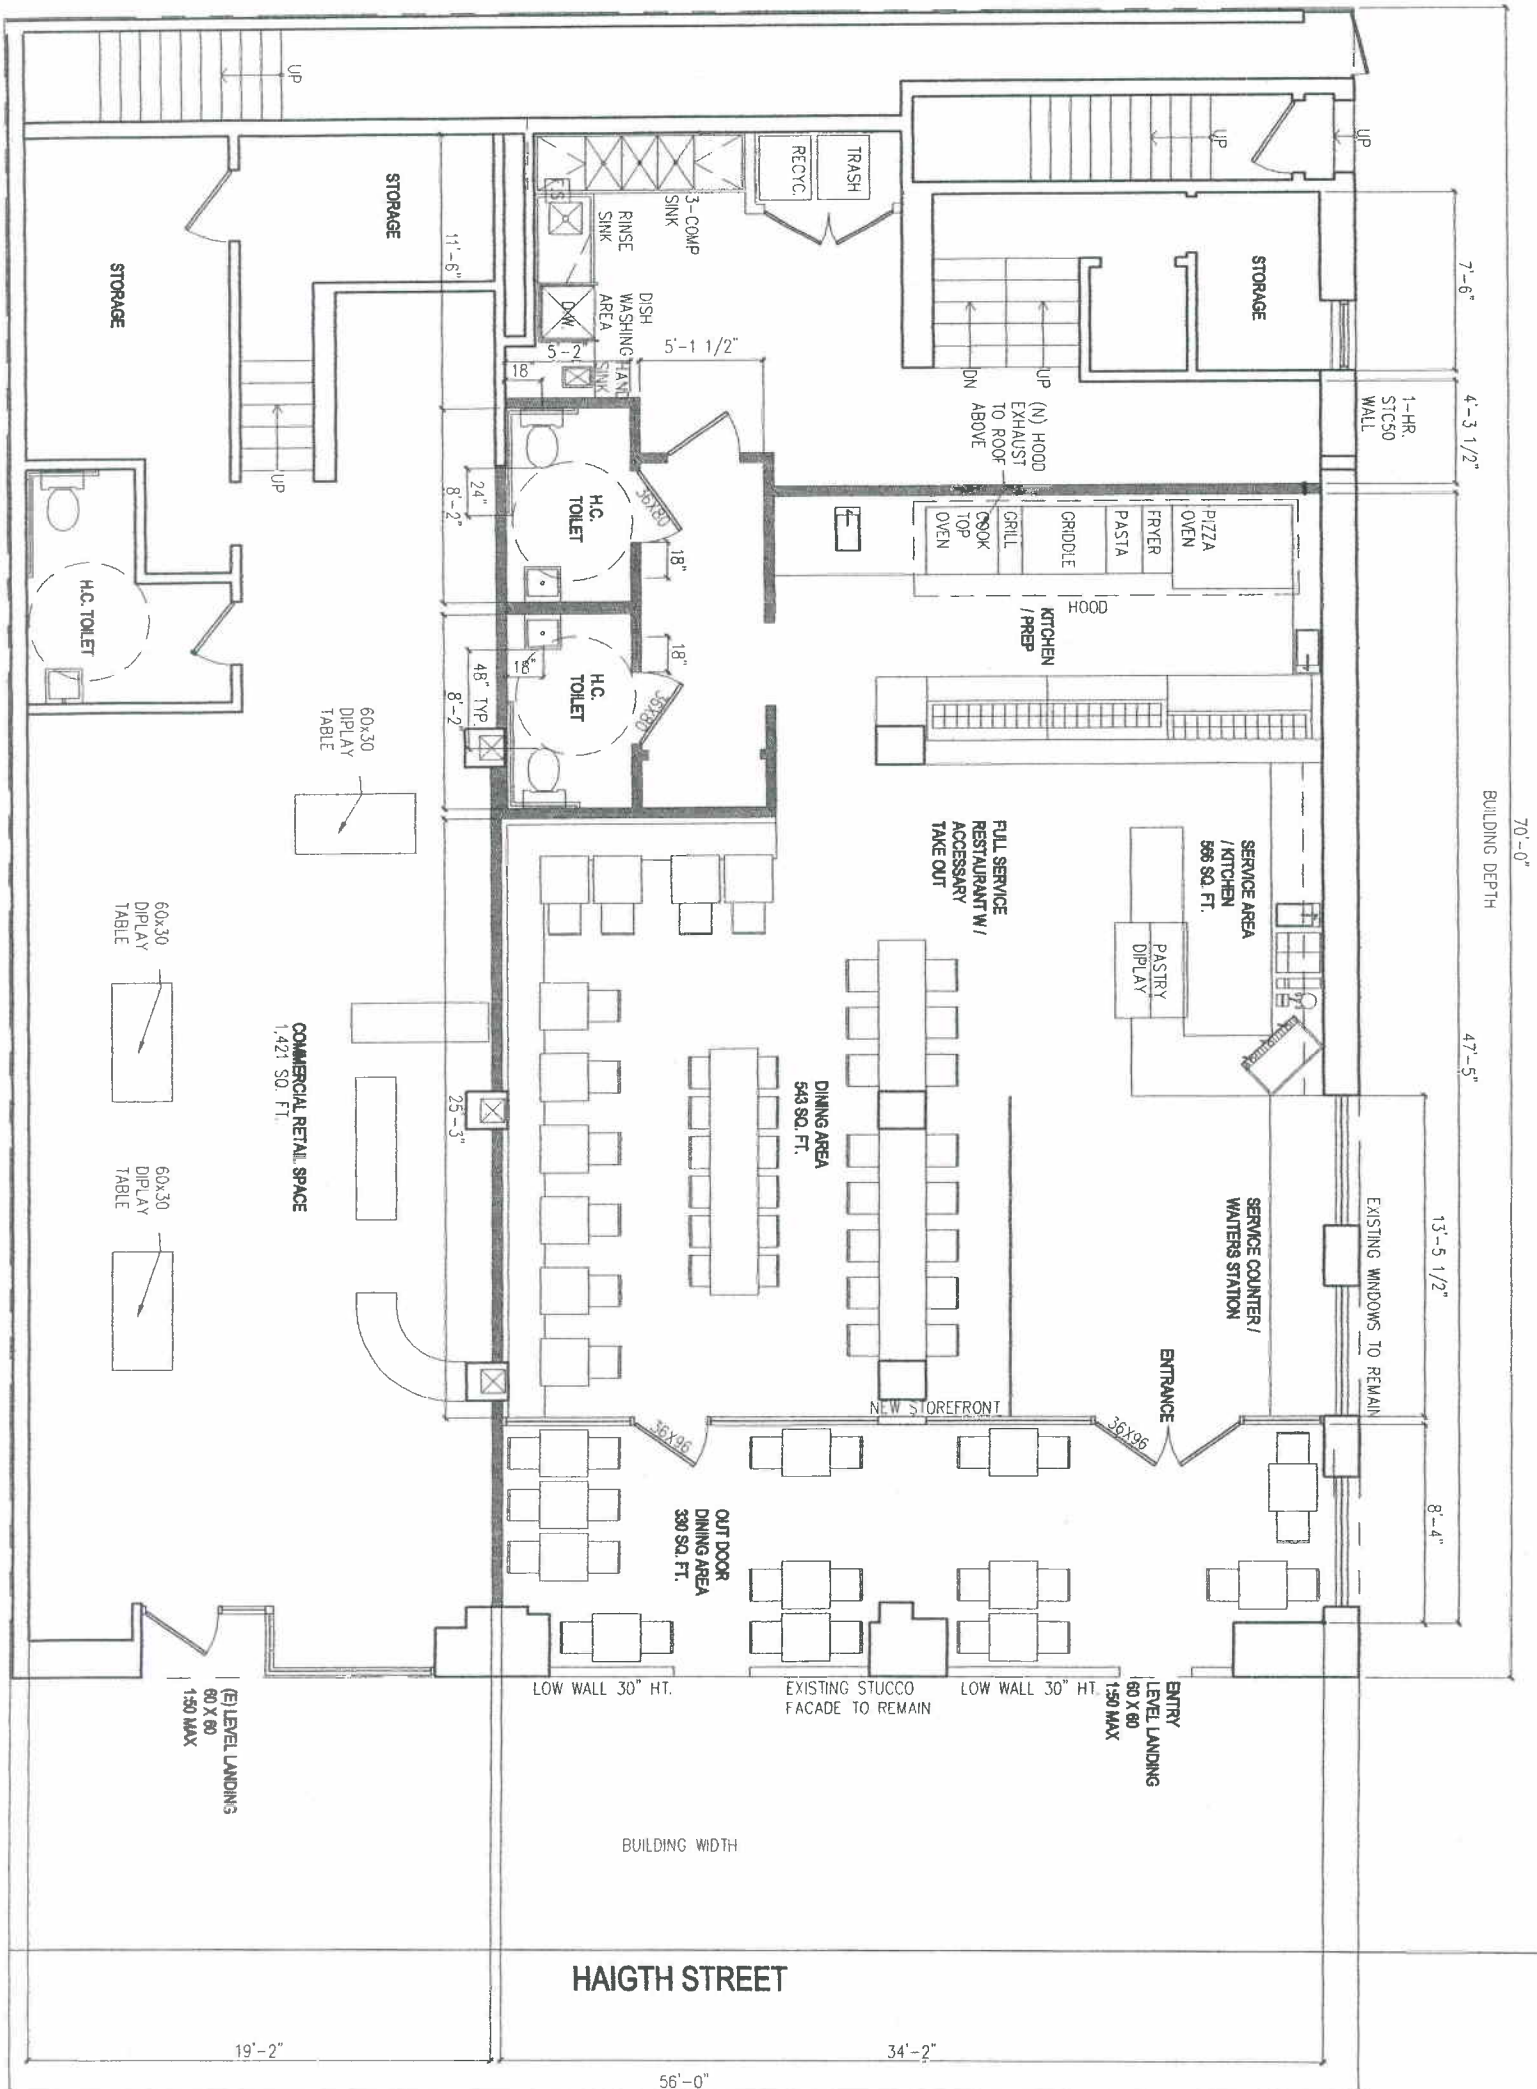 UP
UP
UP
TRASH
RECYC.
3-COMP
SINK
F.S
RINSE
SINK
DISH
WASHING
AREA
D.W.
HAND
SINK
STORAGE
STORAGE
STORAGE
11'-6"
5'-2"
18"
5'-1 1/2"
DN
UP
UP
7'-6"
4'-3 1/2"
1-HR.
STC50
WALL
(N) HOOD
EXHAUST
TO ROOF
ABOVE
PIZZA
OVEN
FRYER
PASTA
GRIDDLE
GRILL
COOK
TOP
OVEN
HOOD
KITCHEN
/ PREP
H.C.
TOILET
36X80
18"
24"
8'-2"
H.C.
TOILET
36X80
18"
18"
48" TYP.
8'-2"
H.C. TOILET
60x30
DIPLAY
TABLE
60x30
DIPLAY
TABLE
60x30
DIPLAY
TABLE
FULL SERVICE
RESTAURANT W /
ACCESSARY
TAKE OUT
SERVICE AREA
/ KITCHEN
566 SQ. FT.
PASTRY
DIPLAY
BUILDING DEPTH
70'-0"
47'-5"
COMMERCIAL RETAIL SPACE
1,421 SQ. FT.
25'-3"
DINING AREA
543 SQ. FT.
SERVICE COUNTER /
WAITERS STATION
EXISTING WINDOWS TO REMAIN
13'-5 1/2"
ENTRANCE
NEW STOREFRONT
36X96
36X96
8'-4"
OUT DOOR
DINING AREA
330 SQ. FT.
LOW WALL 30" HT.
EXISTING STUCCO
FACADE TO REMAIN
LOW WALL 30" HT.
ENTRY
LEVEL LANDING
60 X 60
1:50 MAX
(E) LEVEL LANDING
60 X 60
1:50 MAX
BUILDING WIDTH
HAIGTH STREET
19'-2"
34'-2"
56'-0"